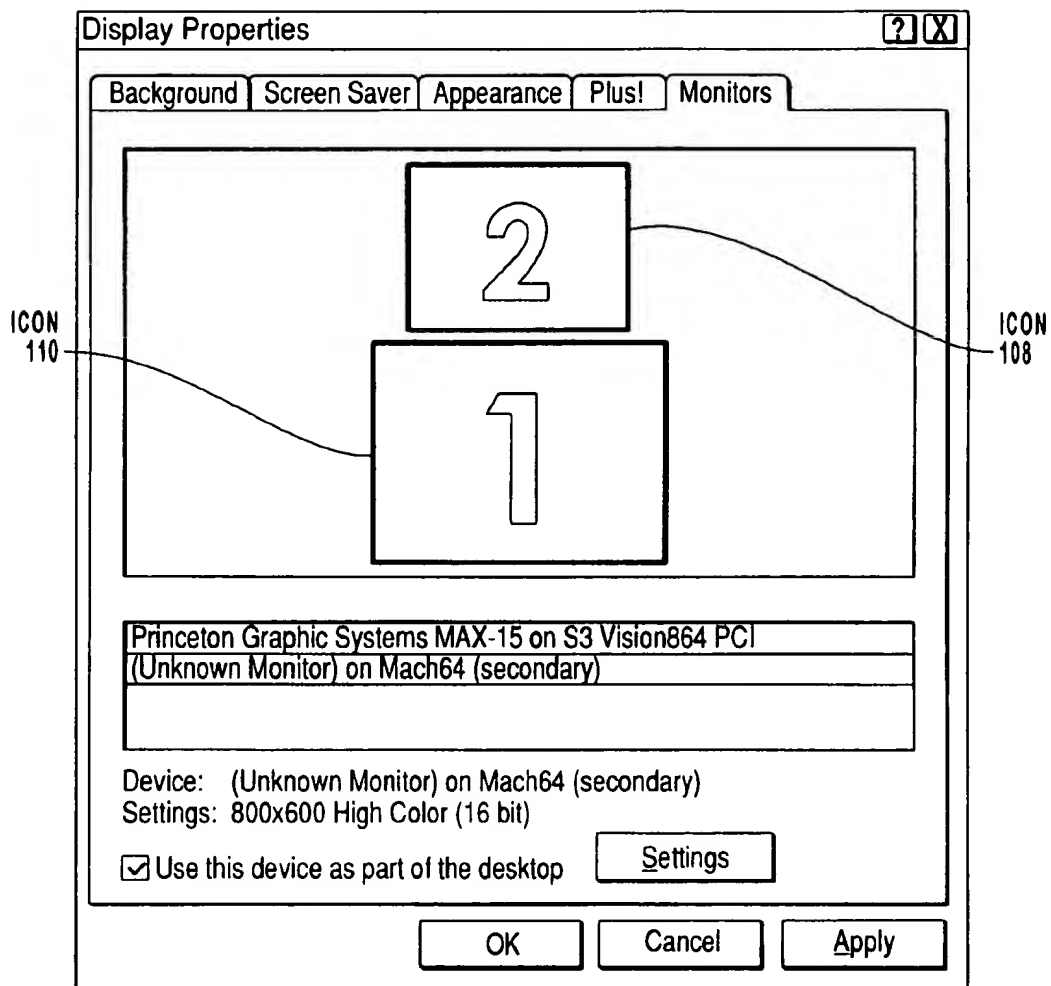 Display Properties ? X
Background Screen Saver Appearance Plus! Monitors
2
ICON
110
ICON
108
1
Princeton Graphic Systems MAX-15 on S3 Vision864 PCI
(Unknown Monitor) on Mach64 (secondary)
Device: (Unknown Monitor) on Mach64 (secondary)
Settings: 800x600 High Color (16 bit)
Use this device as part of the desktop Settings
OK Cancel Apply